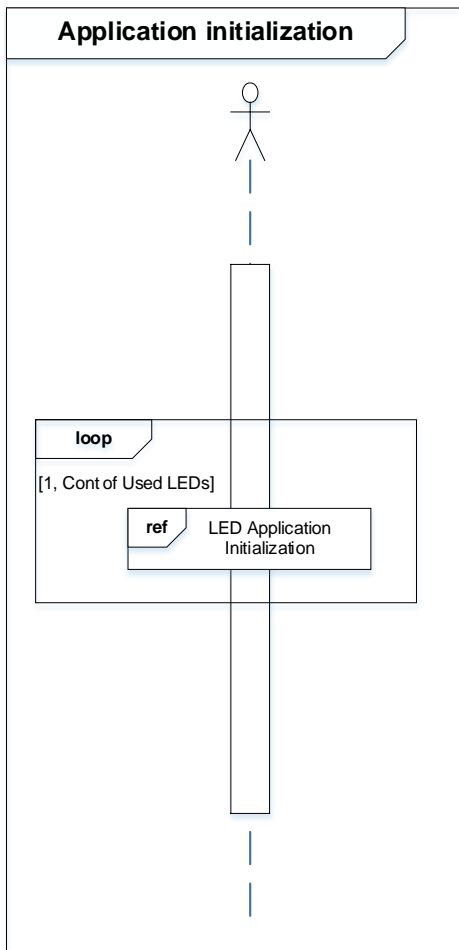 Application initialization
loop
[1, Cont of Used LEDs]
ref
LED Application
Initialization